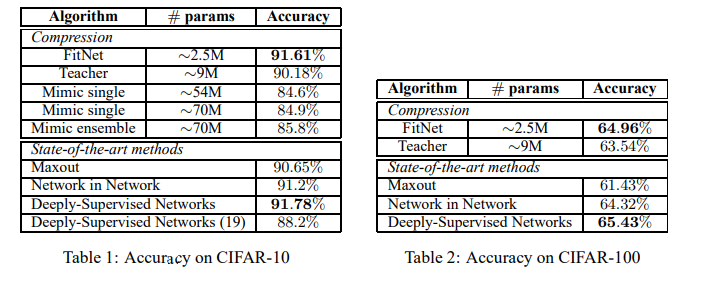 Algorithm # params Accuracy
Compression
FitNet ~2.5M 91.61%
Teacher ~9M 90.18%
Mimic single ~54M 84.6%
Mimic single ~70M 84.9%
Mimic ensemble ~70M 85.8%
State-of-the-art methods
Maxout 90.65%
Network in Network 91.2%
Deeply-Supervised Networks 91.78%
Deeply-Supervised Networks (19) 88.2%
Table 1: Accuracy on CIFAR-10
Algorithm # params Accuracy
Compression
FitNet ~2.5M 64.96%
Teacher ~9M 63.54%
State-of-the-art methods
Maxout 61.43%
Network in Network 64.32%
Deeply-Supervised Networks 65.43%
Table 2: Accuracy on CIFAR-100